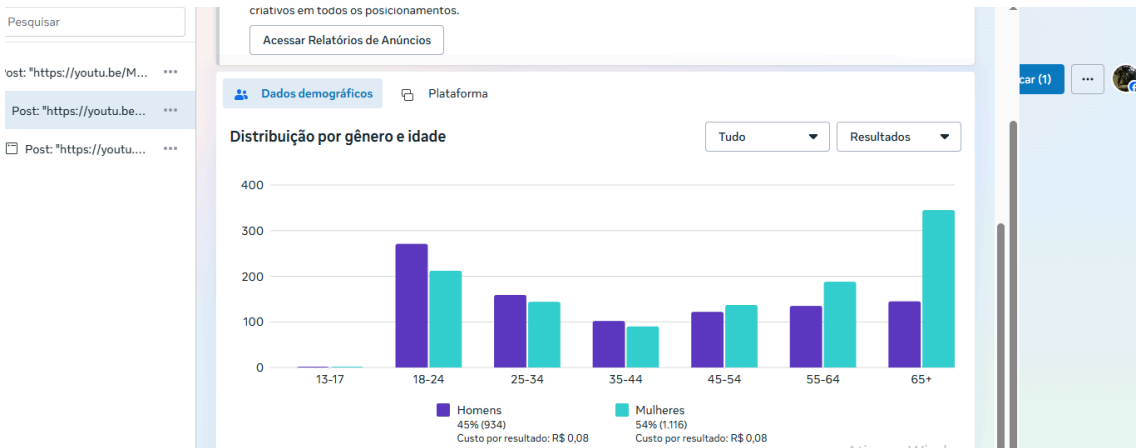 criativos em todos os posicionamentos.
Acessar Relatórios de Anúncios
Pesquisar
Post: "https://youtu.be/M... ...
Post: "https://youtu.be... ...
Post: "https://youtu.... ...
car (1) ...
Dados demográficos Plataforma
Distribuição por gênero e idade
Tudo Resultados
400
300
200
100
0
13-17 18-24 25-34 35-44 45-54 55-64 65+
Homens
45% (934)
Custo por resultado: R$ 0,08
Mulheres
54% (1.116)
Custo por resultado: R$ 0,08